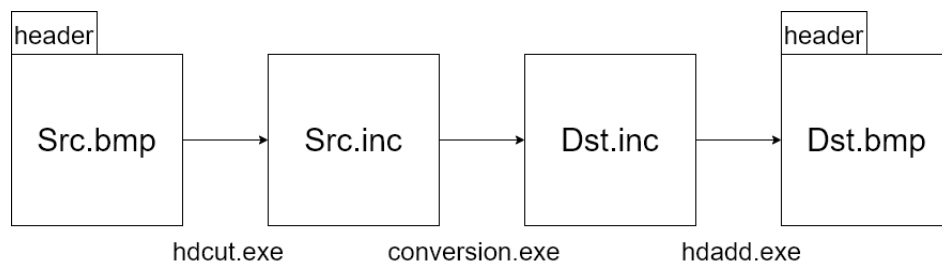 header
header
Src.bmp
Src.inc
Dst.inc
Dst.bmp
hdcut.exe
conversion.exe
hdadd.exe